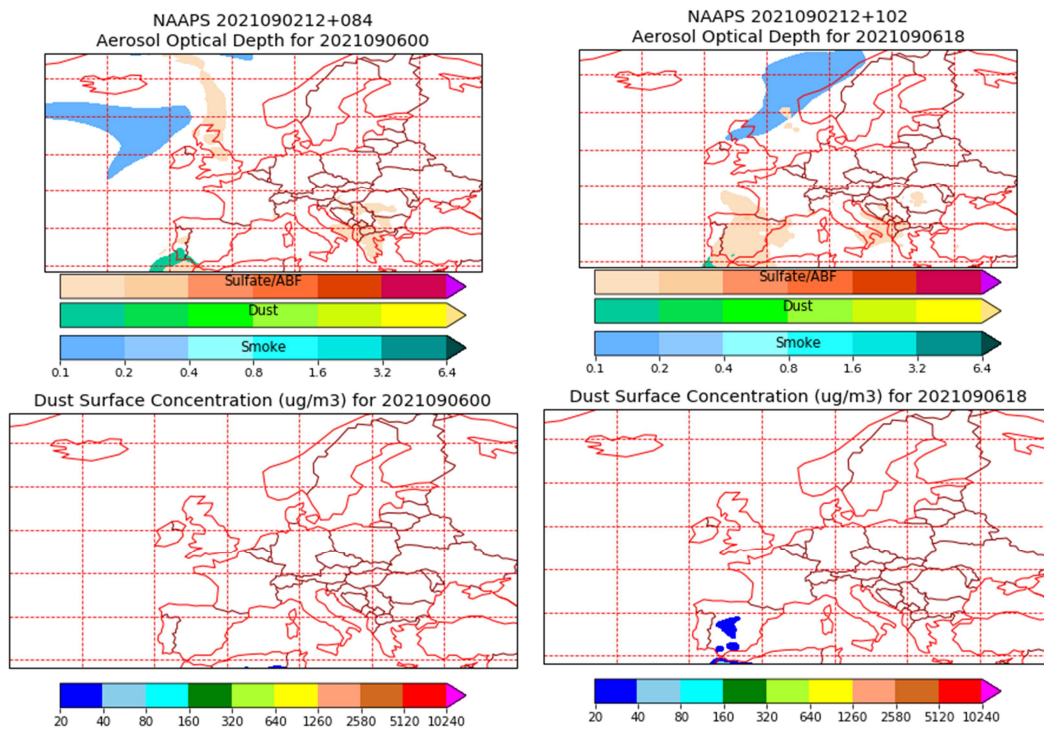 NAAPS 2021090212+084
Aerosol Optical Depth for 2021090600
Sulfate/ABF
Dust
Smoke
0.1 0.2 0.4 0.8 1.6 3.2 6.4
NAAPS 2021090212+102
Aerosol Optical Depth for 2021090618
Sulfate/ABF
Dust
Smoke
0.1 0.2 0.4 0.8 1.6 3.2 6.4
Dust Surface Concentration (ug/m3) for 2021090600
20 40 80 160 320 640 1260 2580 5120 10240
Dust Surface Concentration (ug/m3) for 2021090618
20 40 80 160 320 640 1260 2580 5120 10240